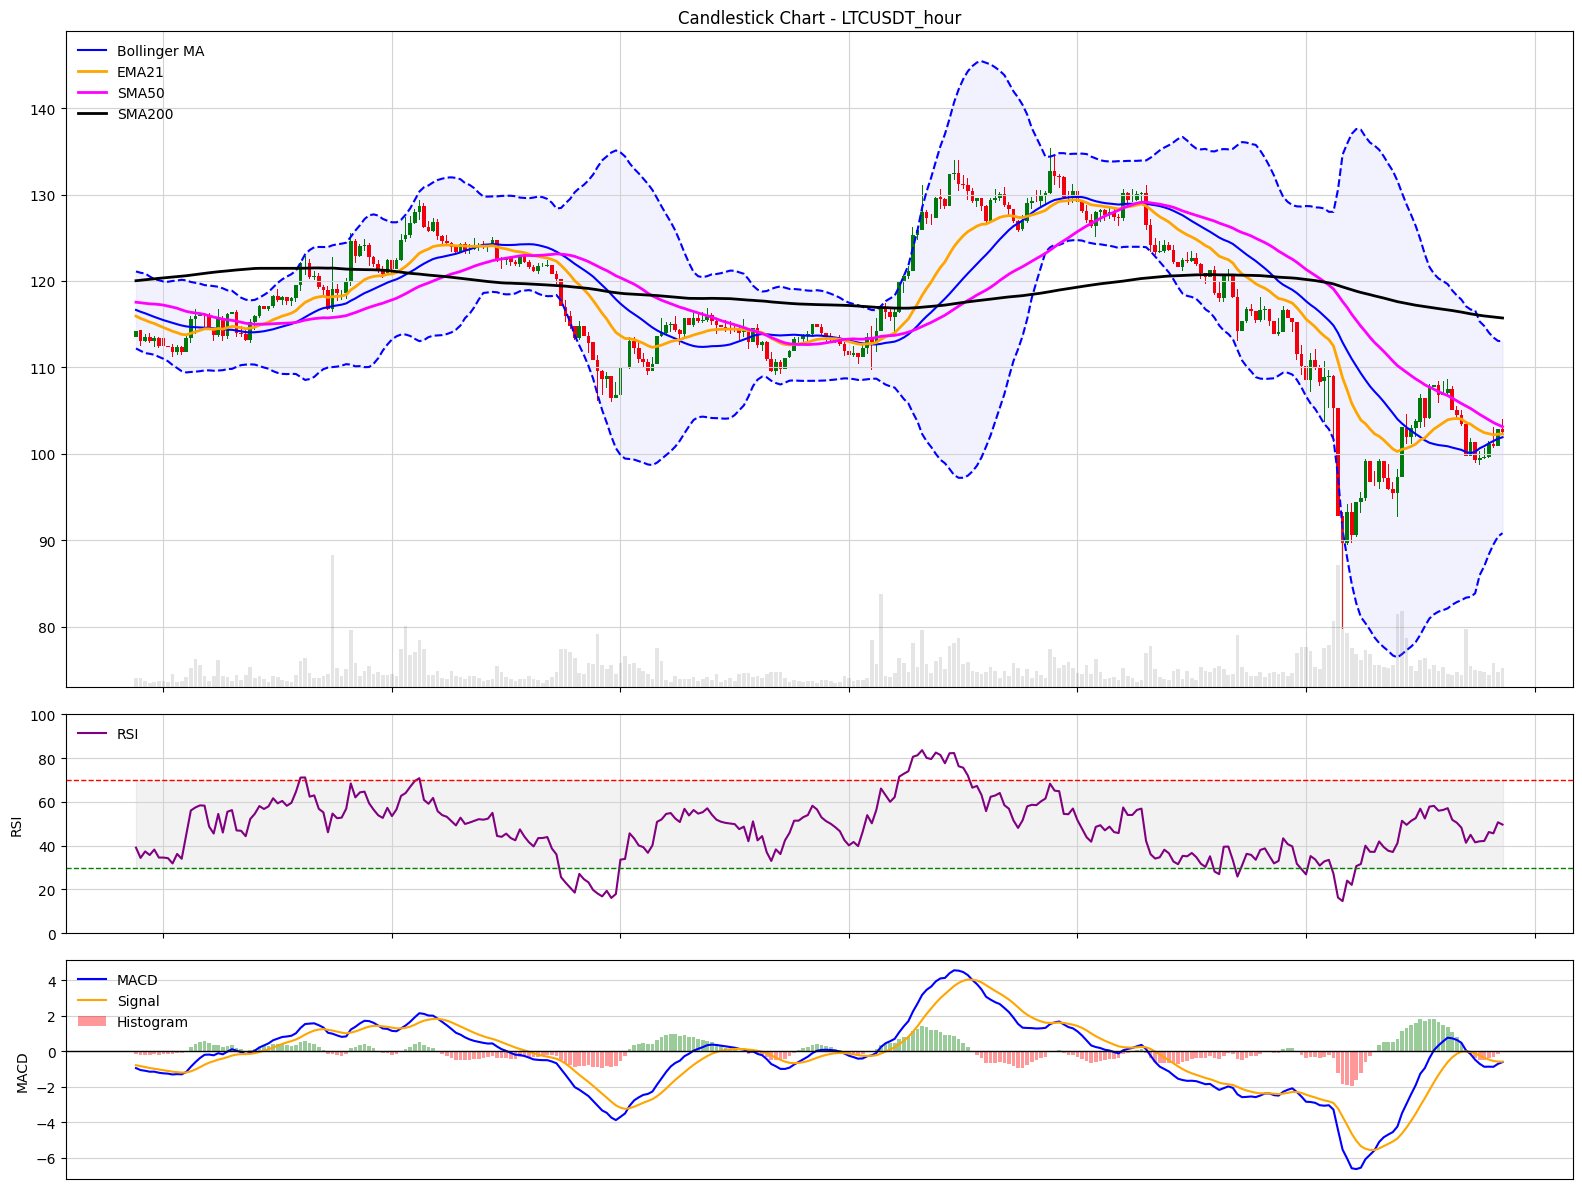 Candlestick Chart - LTCUSDT_hour
Bollinger MA
EMA21
SMA50
SMA200
140
130
120
110
100
90
80
100
80
60
40
20
0
RSI
RSI
4
2
0
−2
−4
−6
MACD
MACD
Signal
Histogram